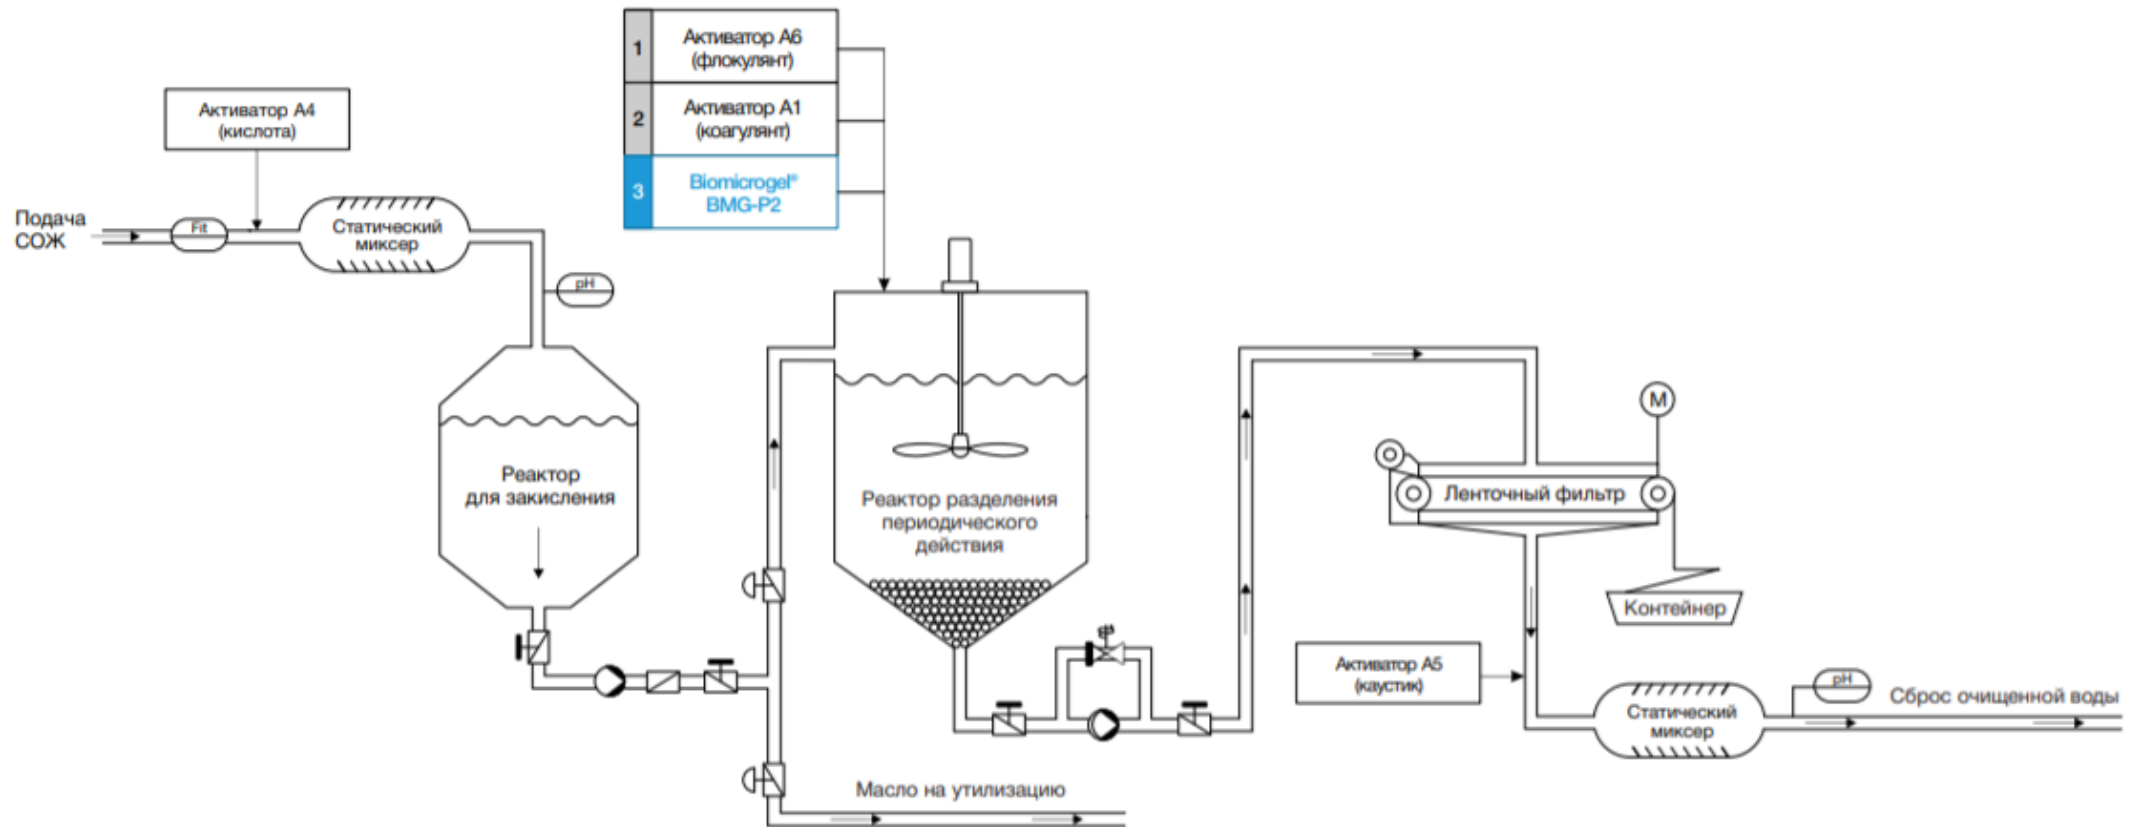 1
Активатор А6
(флокулянт)
2
Активатор А1
(коагулянт)
3
Biomicrogel®
BMG-P2
Активатор А4
(кислота)
Подача
СОЖ
Fit
Статический
миксер
pH
Реактор
для закисления
Реактор разделения
периодического
действия
М
Ленточный фильтр
Контейнер
Активатор А5
(каустик)
Статический
миксер
pH
Сброс очищенной воды
Масло на утилизацию